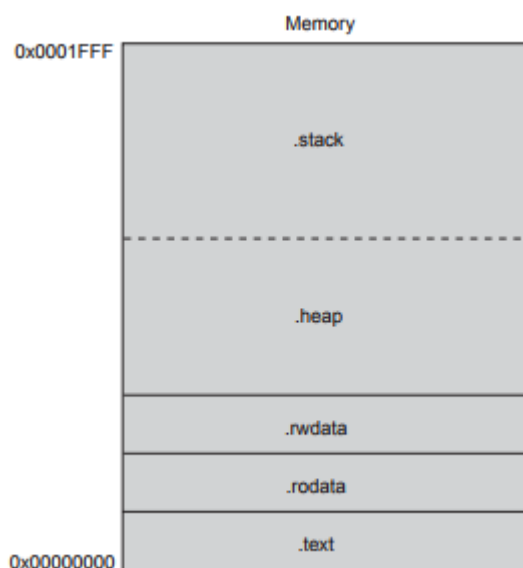 Memory
0x0001FFF
.stack
.heap
.rwdata
.rodata
.text
0x00000000